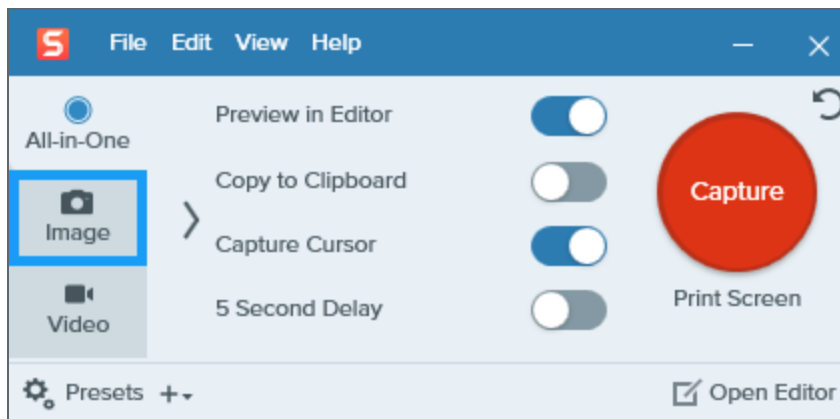 S File Edit View Help
All-in-One
Image
Video
Preview in Editor
Copy to Clipboard
Capture Cursor
5 Second Delay
Capture
Print Screen
Presets
Open Editor